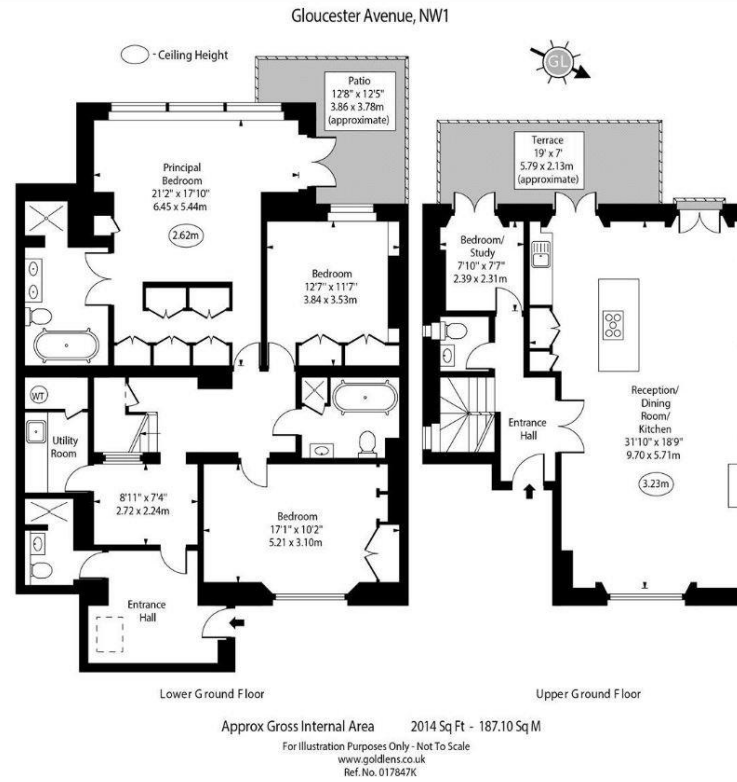 Gloucester Avenue, NW1
- Ceiling Height
GL
Patio
12'8" x 12'5"
3.86 x 3.78m
(approximate)
Principal
Bedroom
21'2" x 17'10"
6.45 x 5.44m
2.62m
Bedroom
12'7" x 11'7"
3.84 x 3.53m
WT
Utility
Room
8'11" x 7'4"
2.72 x 2.24m
Bedroom
17'1" x 10'2"
5.21 x 3.10m
Entrance
Hall
Lower Ground Floor
Terrace
19' x 7'
5.79 x 2.13m
(approximate)
Bedroom/
Study
7'10" x 7'7"
2.39 x 2.31m
Entrance
Hall
Reception/
Dining
Room/
Kitchen
31'10" x 18'9"
9.70 x 5.71m
3.23m
Upper Ground Floor
Approx Gross Internal Area 2014 Sq Ft - 187.10 Sq M
For Illustration Purposes Only - Not To Scale
www.goldlens.co.uk
Ref. No. 017847K